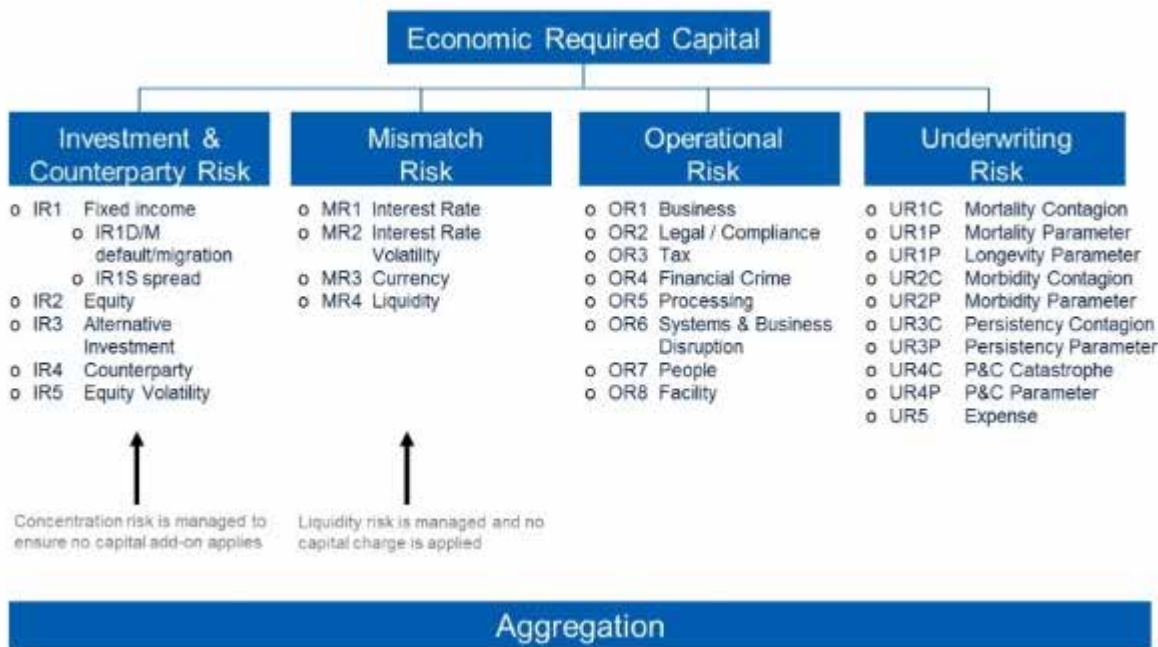 Economic Required Capital
Investment &
Counterparty Risk
o IR1 Fixed income
o IR1D/M
default/migration
o IR1S spread
o IR2 Equity
o IR3 Alternative
Investment
o IR4 Counterparty
o IR5 Equity Volatility
Concentration risk is managed to
ensure no capital add-on applies
Mismatch
Risk
o MR1 Interest Rate
o MR2 Interest Rate
Volatility
o MR3 Currency
o MR4 Liquidity
Liquidity risk is managed and no
capital charge is applied
Operational
Risk
o OR1 Business
o OR2 Legal / Compliance
o OR3 Tax
o OR4 Financial Crime
o OR5 Processing
o OR6 Systems & Business
Disruption
o OR7 People
o OR8 Facility
Underwriting
Risk
o UR1C Mortality Contagion
o UR1P Mortality Parameter
o UR1P Longevity Parameter
o UR2C Morbidity Contagion
o UR2P Morbidity Parameter
o UR3C Persistency Contagion
o UR3P Persistency Parameter
o UR4C P&C Catastrophe
o UR4P P&C Parameter
o UR5 Expense
Aggregation